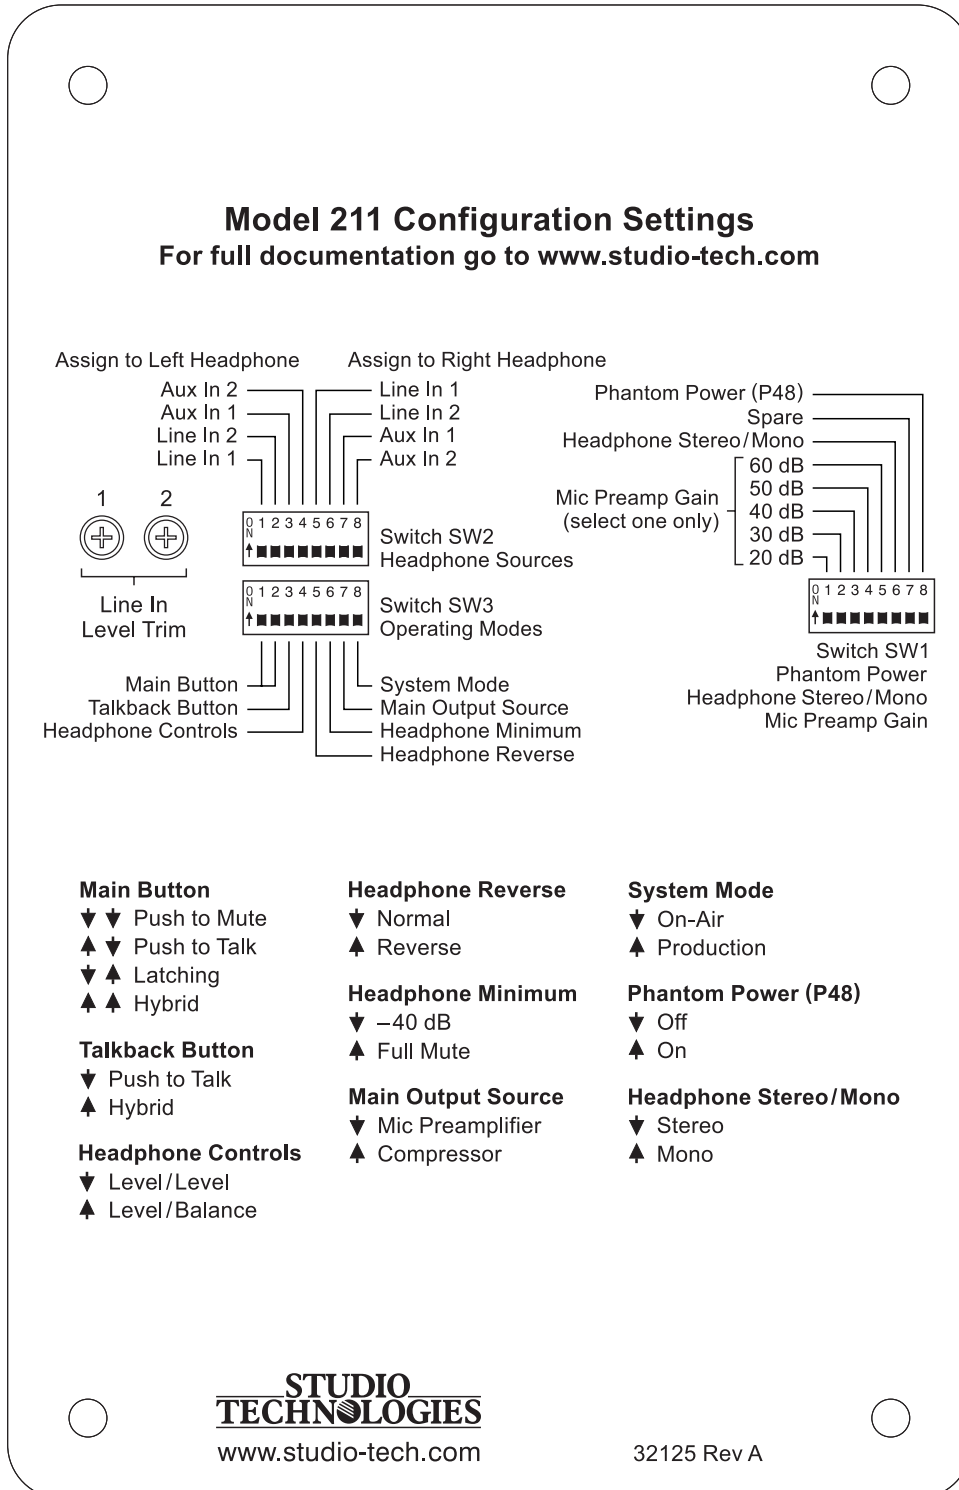 Model 211 Configuration Settings
For full documentation go to www.studio-tech.com
Assign to Left Headphone
Aux In 2
Aux In 1
Line In 2
Line In 1
Assign to Right Headphone
Line In 1
Line In 2
Aux In 1
Aux In 2
Phantom Power (P48)
Spare
Headphone Stereo/Mono
60 dB
50 dB
40 dB
30 dB
20 dB
Mic Preamp Gain
(select one only)
1 2
Line In
Level Trim
ON 1 2 3 4 5 6 7 8
Switch SW2
Headphone Sources
ON 1 2 3 4 5 6 7 8
Switch SW3
Operating Modes
ON 1 2 3 4 5 6 7 8
Switch SW1
Phantom Power
Headphone Stereo/Mono
Mic Preamp Gain
Main Button
Talkback Button
Headphone Controls
System Mode
Main Output Source
Headphone Minimum
Headphone Reverse
Main Button
Push to Mute
Push to Talk
Latching
Hybrid
Talkback Button
Push to Talk
Hybrid
Headphone Controls
Level/Level
Level/Balance
Headphone Reverse
Normal
Reverse
Headphone Minimum
–40 dB
Full Mute
Main Output Source
Mic Preamplifier
Compressor
System Mode
On-Air
Production
Phantom Power (P48)
Off
On
Headphone Stereo/Mono
Stereo
Mono
STUDIO
TECHNOLOGIES
www.studio-tech.com
32125 Rev A